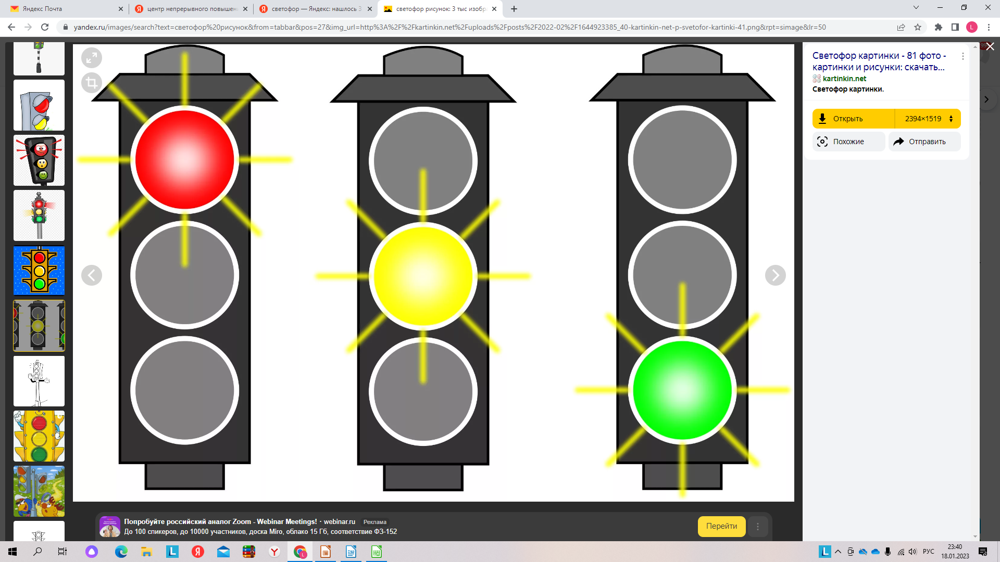 Яндекс Почта
центр непрерывного повышен
светофор — Яндекс: нашлось 3
светофор рисунок: 3 тыс изобр
yandex.ru/images/search?text=светофор%20рисунок&from=tabbar&pos=27&img_url=http%3A%2F%2Fkartinkin.net%2Fuploads%2Fposts%2F2022-02%2F1644923385_40-kartinkin-net-p-svetofor-kartinki-41.png&rpt=simage&lr=50
L
Светофор картинки - 81 фото -
картинки и рисунки: скачать...
kartinkin.net
Светофор картинки.
Открыть
2394×1519
Похожие
Отправить
Попробуйте российский аналог Zoom - Webinar Meetings! · webinar.ru Реклама
До 100 спикеров, до 10000 участников, доска Miro, облако 15 Гб, соответствие ФЗ-152
Перейти
РУС
23:40
18.01.2023